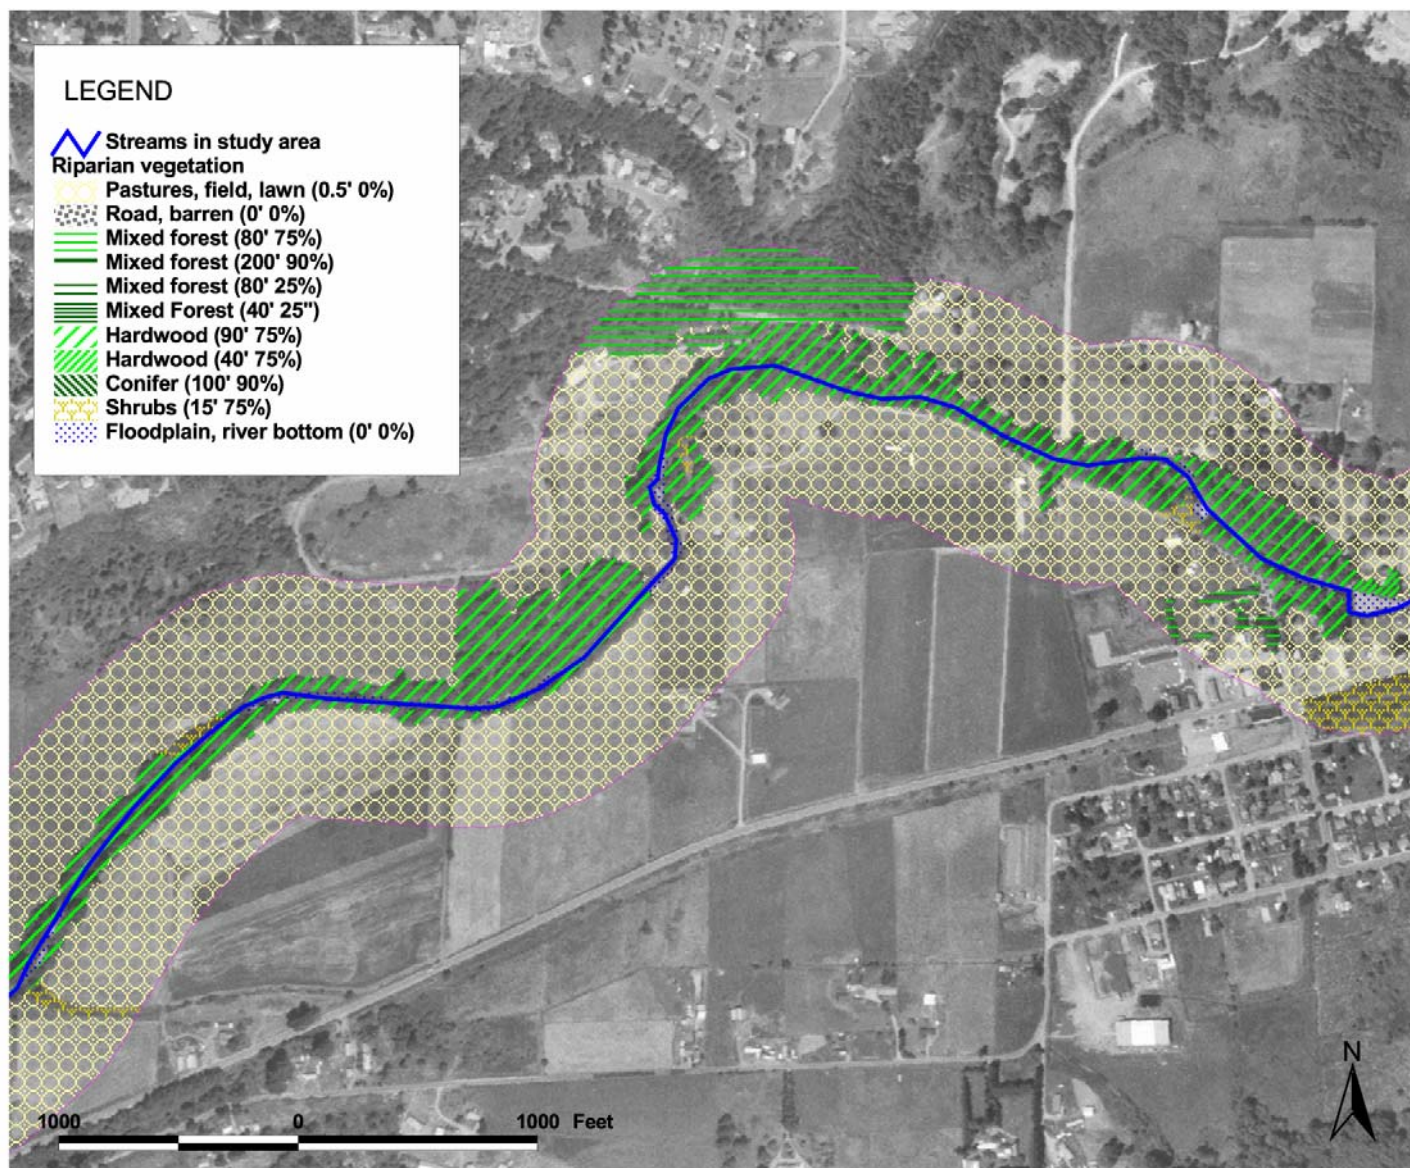 LEGEND
Streams in study area
Riparian vegetation
Pastures, field, lawn (0.5' 0%)
Road, barren (0' 0%)
Mixed forest (80' 75%)
Mixed forest (200' 90%)
Mixed forest (80' 25%)
Mixed Forest (40' 25")
Hardwood (90' 75%)
Hardwood (40' 75%)
Conifer (100' 90%)
Shrubs (15' 75%)
Floodplain, river bottom (0' 0%)
N
1000 0 1000 Feet